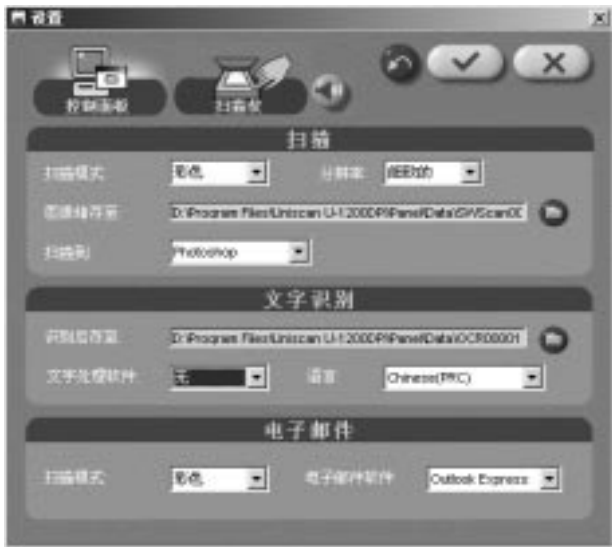 设置
控制面板 扫描仪
扫描
扫描模式 彩色 分辨率
图像储存至 D:\Program Files\Uniscan U-1200DP\Panel\Data\SWScan00
扫描到 Photoshop
文字识别
识别后存至 D:\Program Files\Uniscan U-1200DP\Panel\Data\OCR00001
文字处理软件 无 语言 Chinese(PRC)
电子邮件
扫描模式 彩色 电子邮件软件 Outlook Express